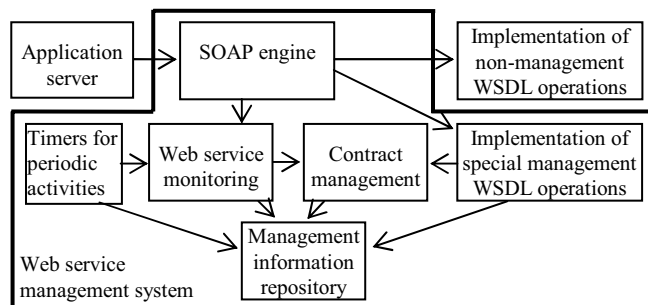 Application
server
SOAP engine
Implementation of
non-management
WSDL operations
Timers for
periodic
activities
Web service
monitoring
Contract
management
Implementation of
special management
WSDL operations
Management
information
repository
Web service
management system